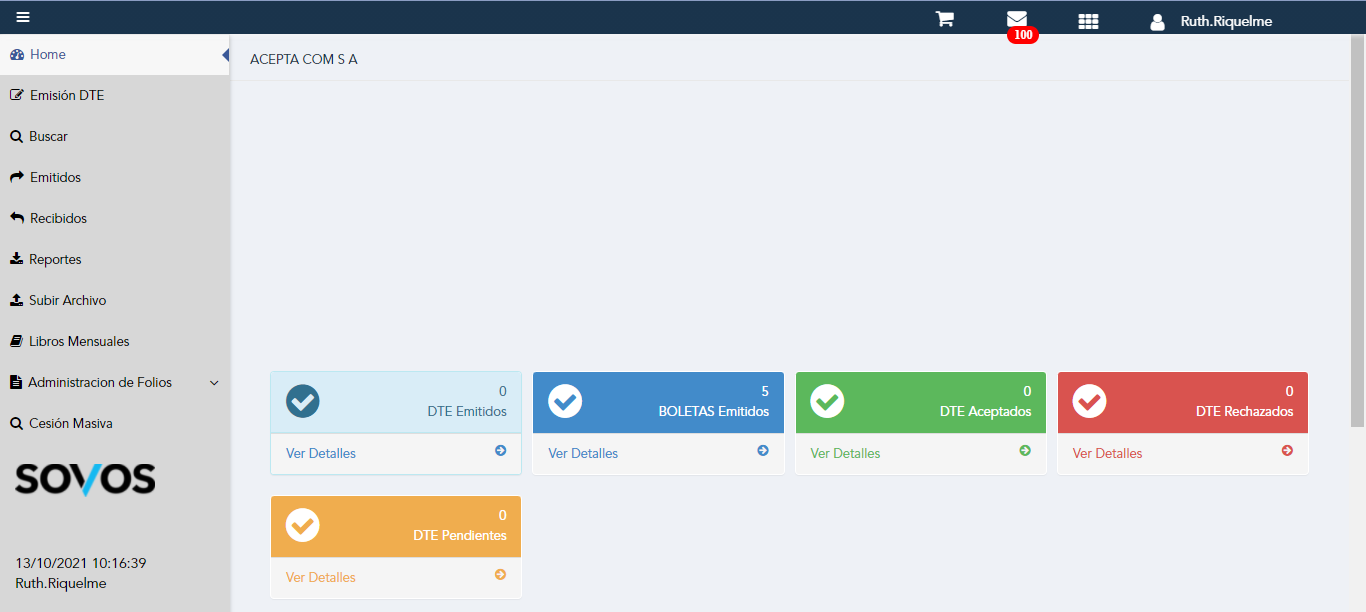 100
Ruth.Riquelme
Home
Emisión DTE
Buscar
Emitidos
Recibidos
Reportes
Subir Archivo
Libros Mensuales
Administracion de Folios
Cesión Masiva
SOVOS
13/10/2021 10:16:39
Ruth.Riquelme
ACEPTA COM S A
0
DTE Emitidos
Ver Detalles
5
BOLETAS Emitidos
Ver Detalles
0
DTE Aceptados
Ver Detalles
0
DTE Rechazados
Ver Detalles
0
DTE Pendientes
Ver Detalles